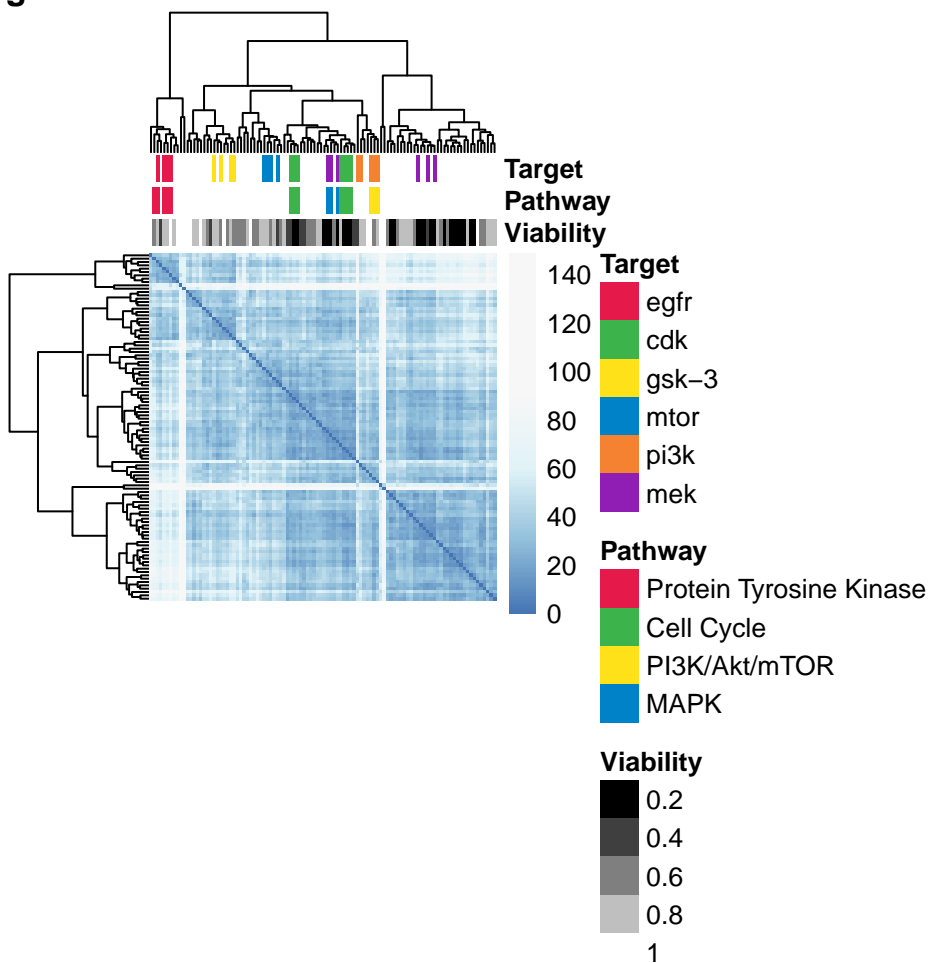 g
Target
Pathway
Viability
140
120
100
80
60
40
20
0
Target
egfr
cdk
gsk−3
mtor
pi3k
mek
Pathway
Protein Tyrosine Kinase
Cell Cycle
PI3K/Akt/mTOR
MAPK
Viability
0.2
0.4
0.6
0.8
1